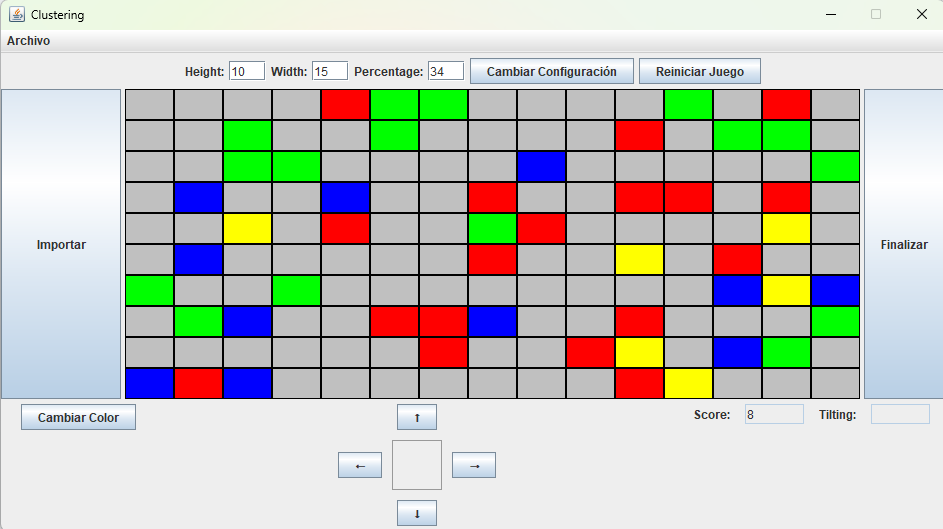 Clustering
Archivo
Height: 10 Width: 15 Percentage: 34 Cambiar Configuración Reiniciar Juego
Importar
Finalizar
Cambiar Color
↑
Score: 8 Tilting:
←
→
↓